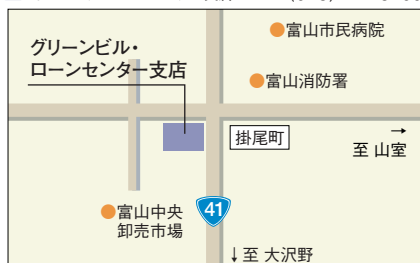 富山市民病院
グリーンビル・
ローンセンター支店
富山消防署
掛尾町
→
至 山室
富山中央
卸売市場
41
↓至 大沢野